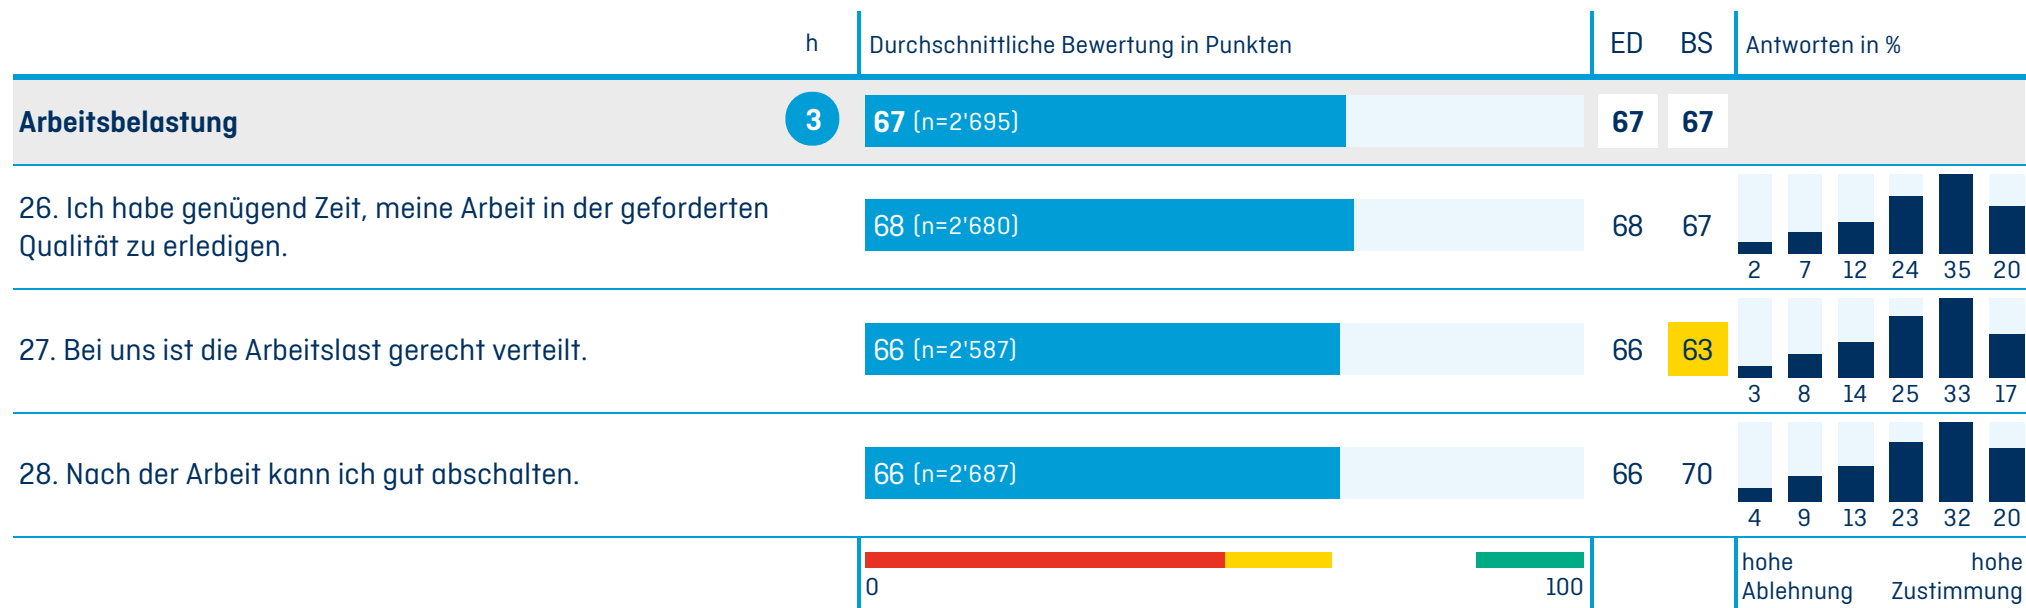 h Durchschnittliche Bewertung in Punkten ED BS Antworten in %
Arbeitsbelastung 3 67 (n=2'695) 67 67
26. Ich habe genügend Zeit, meine Arbeit in der geforderten
Qualität zu erledigen.
68 (n=2'680) 68 67
2 7 12 24 35 20
27. Bei uns ist die Arbeitslast gerecht verteilt. 66 (n=2'587) 66 63
3 8 14 25 33 17
28. Nach der Arbeit kann ich gut abschalten. 66 (n=2'687) 66 70
4 9 13 23 32 20
0 100
hohe hohe
Ablehnung Zustimmung